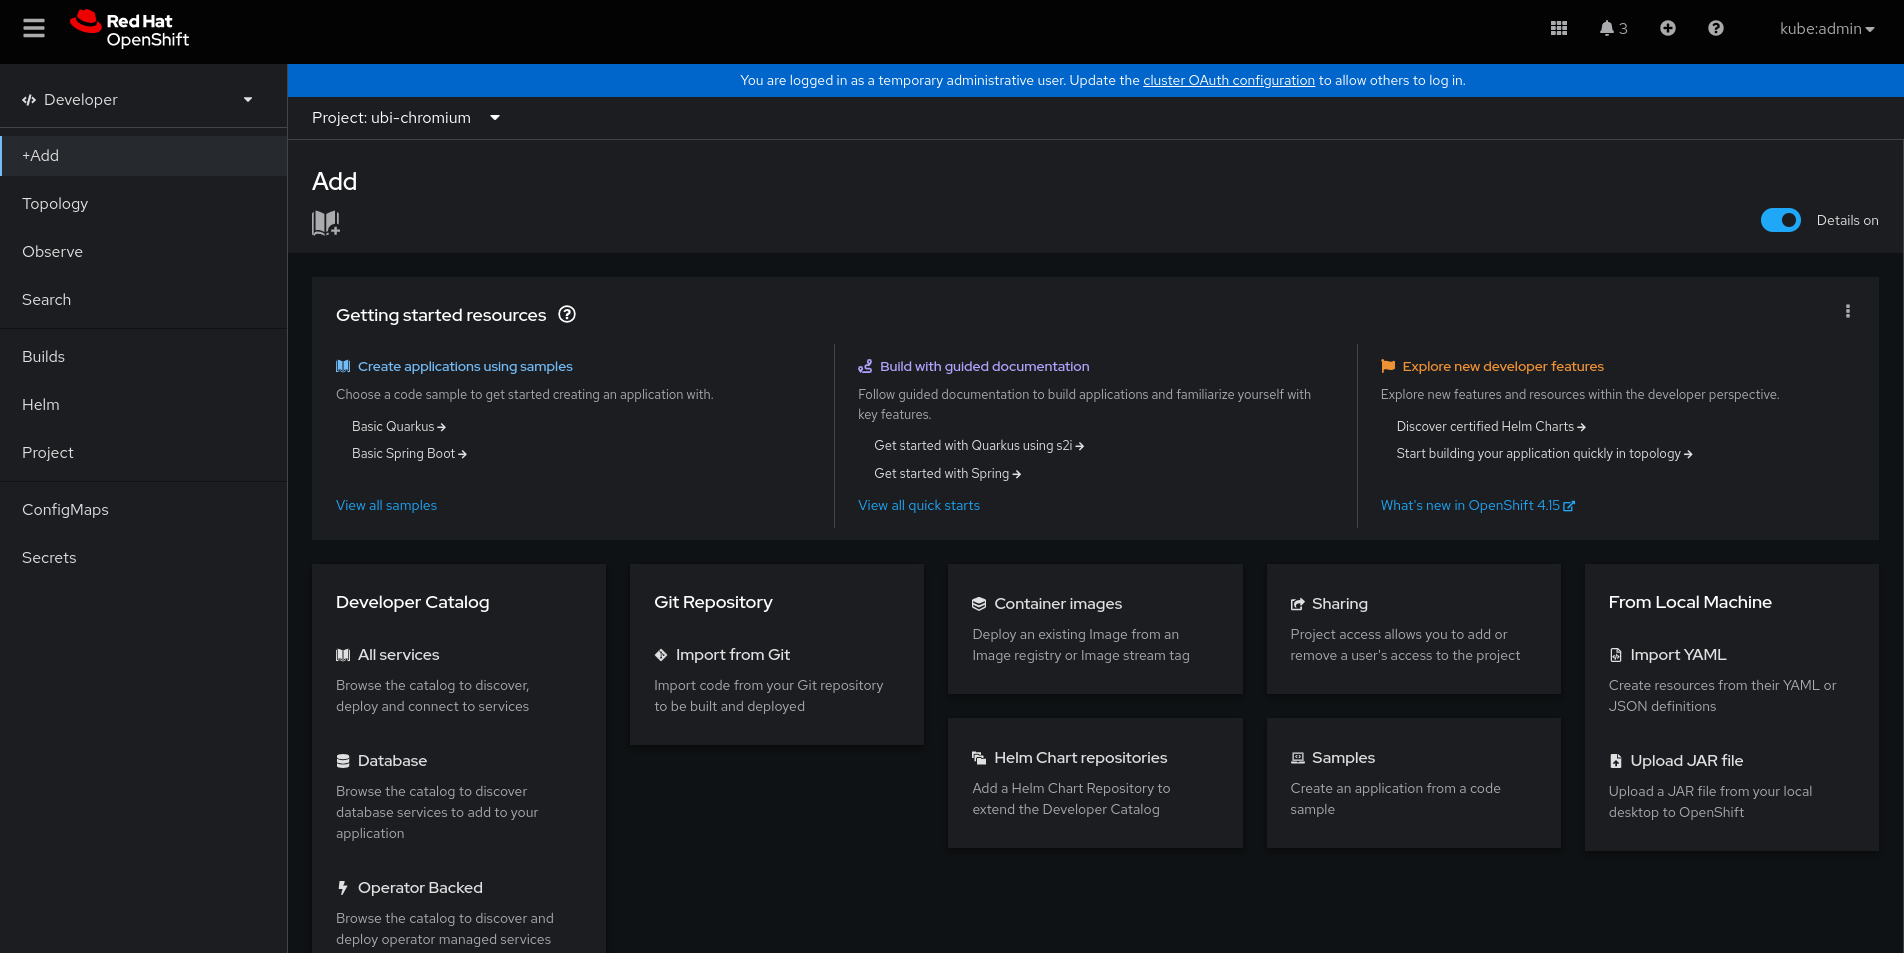 Red Hat
OpenShift
3
kube:admin
Developer
You are logged in as a temporary administrative user. Update the cluster OAuth configuration to allow others to log in.
Project: ubi-chromium
+Add
Topology
Observe
Search
Builds
Helm
Project
ConfigMaps
Secrets
Add
Details on
Getting started resources
Create applications using samples
Choose a code sample to get started creating an application with.
Basic Quarkus
Basic Spring Boot
View all samples
Build with guided documentation
Follow guided documentation to build applications and familiarize yourself with
key features.
Get started with Quarkus using s2i
Get started with Spring
View all quick starts
Explore new developer features
Explore new features and resources within the developer perspective.
Discover certified Helm Charts
Start building your application quickly in topology
What's new in OpenShift 4.15
Developer Catalog
All services
Browse the catalog to discover,
deploy and connect to services
Database
Browse the catalog to discover
database services to add to your
application
Operator Backed
Browse the catalog to discover and
deploy operator managed services
Git Repository
Import from Git
Import code from your Git repository
to be built and deployed
Container images
Deploy an existing Image from an
Image registry or Image stream tag
Helm Chart repositories
Add a Helm Chart Repository to
extend the Developer Catalog
Sharing
Project access allows you to add or
remove a user's access to the project
Samples
Create an application from a code
sample
From Local Machine
Import YAML
Create resources from their YAML or
JSON definitions
Upload JAR file
Upload a JAR file from your local
desktop to OpenShift